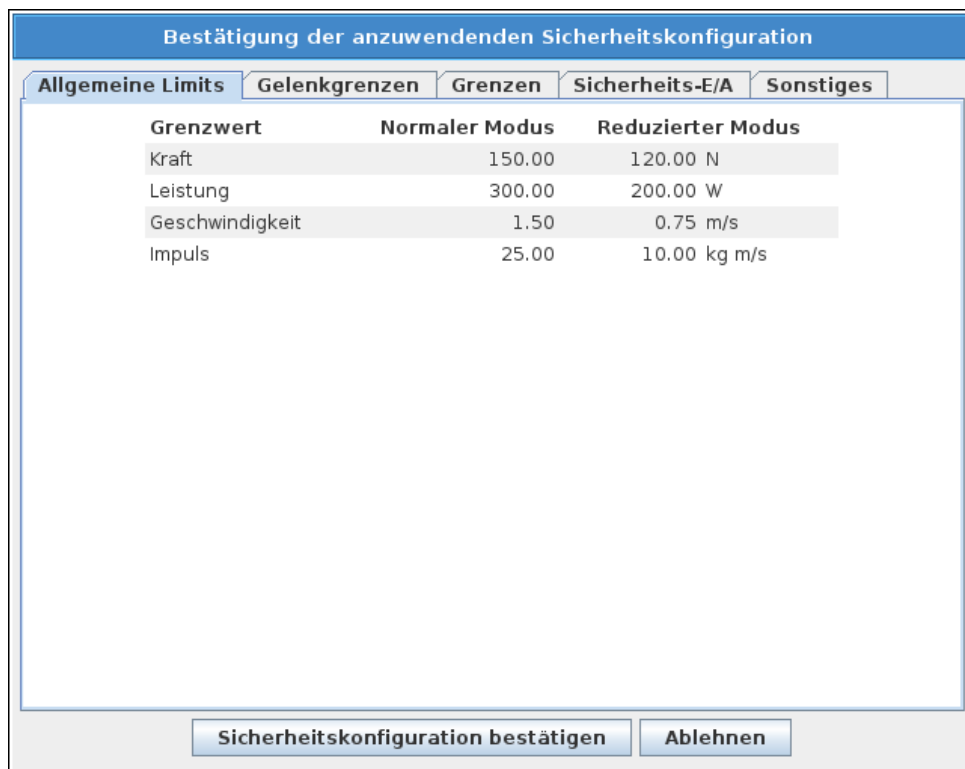 Bestätigung der anzuwendenden Sicherheitskonfiguration
Allgemeine Limits Gelenkgrenzen Grenzen Sicherheits-E/A Sonstiges
Grenzwert Normaler Modus Reduzierter Modus
Kraft 150.00 120.00 N
Leistung 300.00 200.00 W
Geschwindigkeit 1.50 0.75 m/s
Impuls 25.00 10.00 kg m/s
Sicherheitskonfiguration bestätigen Ablehnen